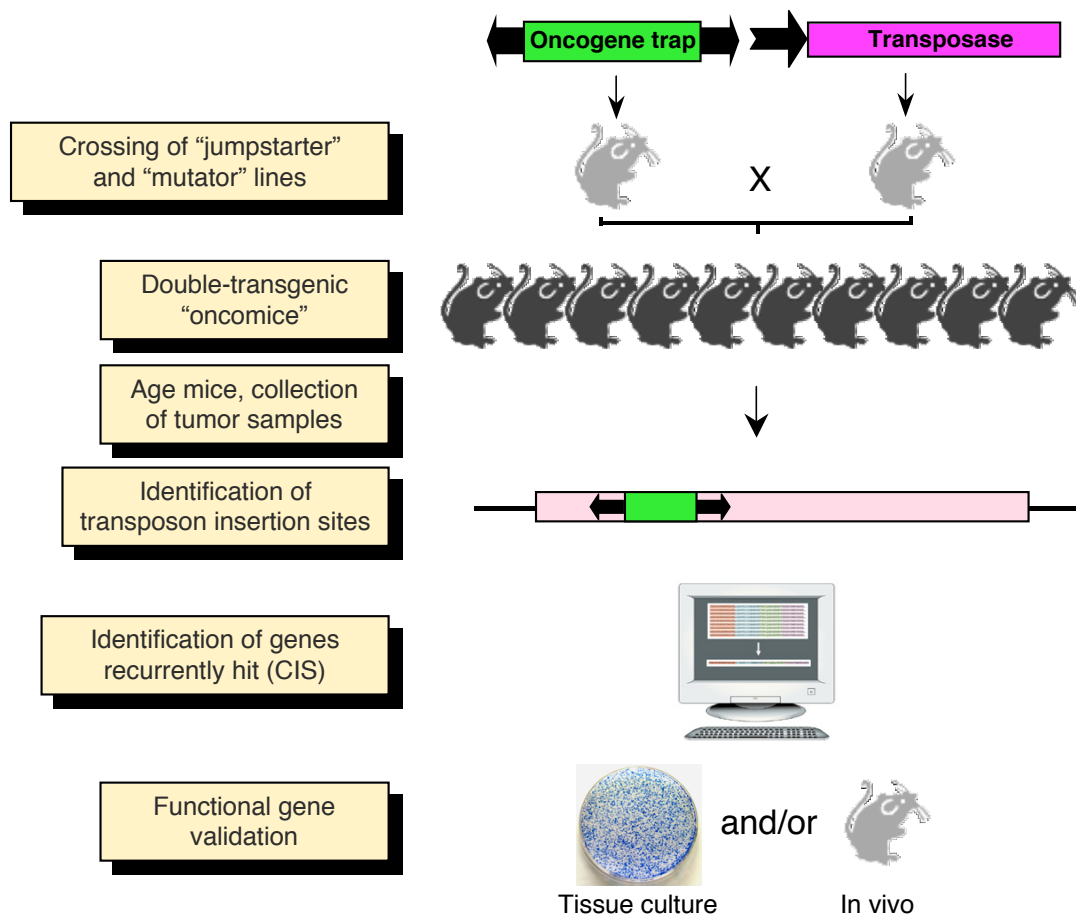 Oncogene trap
Transposase
Crossing of “jumpstarter”
and “mutator” lines
X
Double-transgenic
“oncomice”
Age mice, collection
of tumor samples
Identification of
transposon insertion sites
Identification of genes
recurrently hit (CIS)
Functional gene
validation
and/or
Tissue culture
In vivo